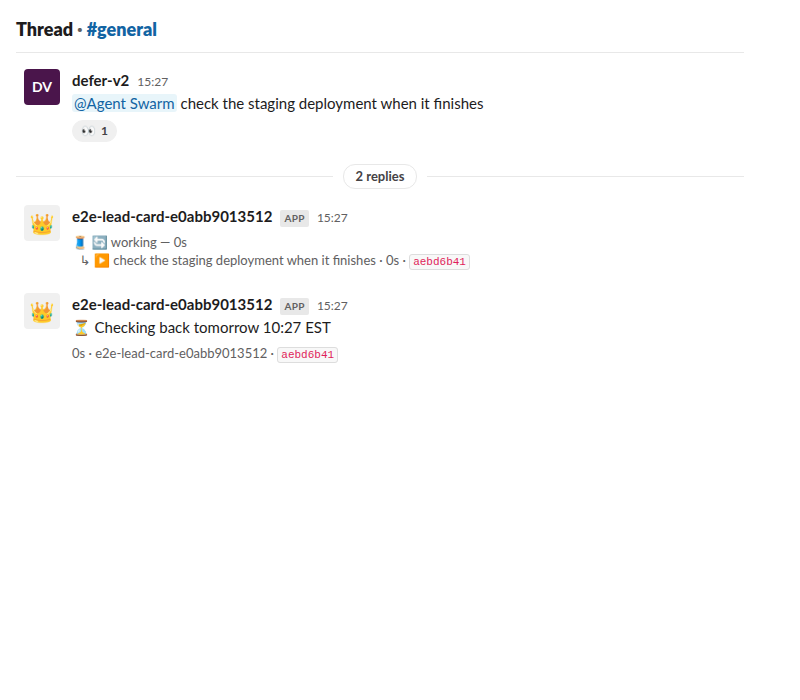 Thread • #general
DV
defer-v2 15:27
@Agent Swarm check the staging deployment when it finishes
👀 1
2 replies
e2e-lead-card-e0abb9013512 APP 15:27
🧵 🔄 working — 0s
↳ ▶️ check the staging deployment when it finishes · 0s · aebd6b41
e2e-lead-card-e0abb9013512 APP 15:27
⏳ Checking back tomorrow 10:27 EST
0s · e2e-lead-card-e0abb9013512 · aebd6b41